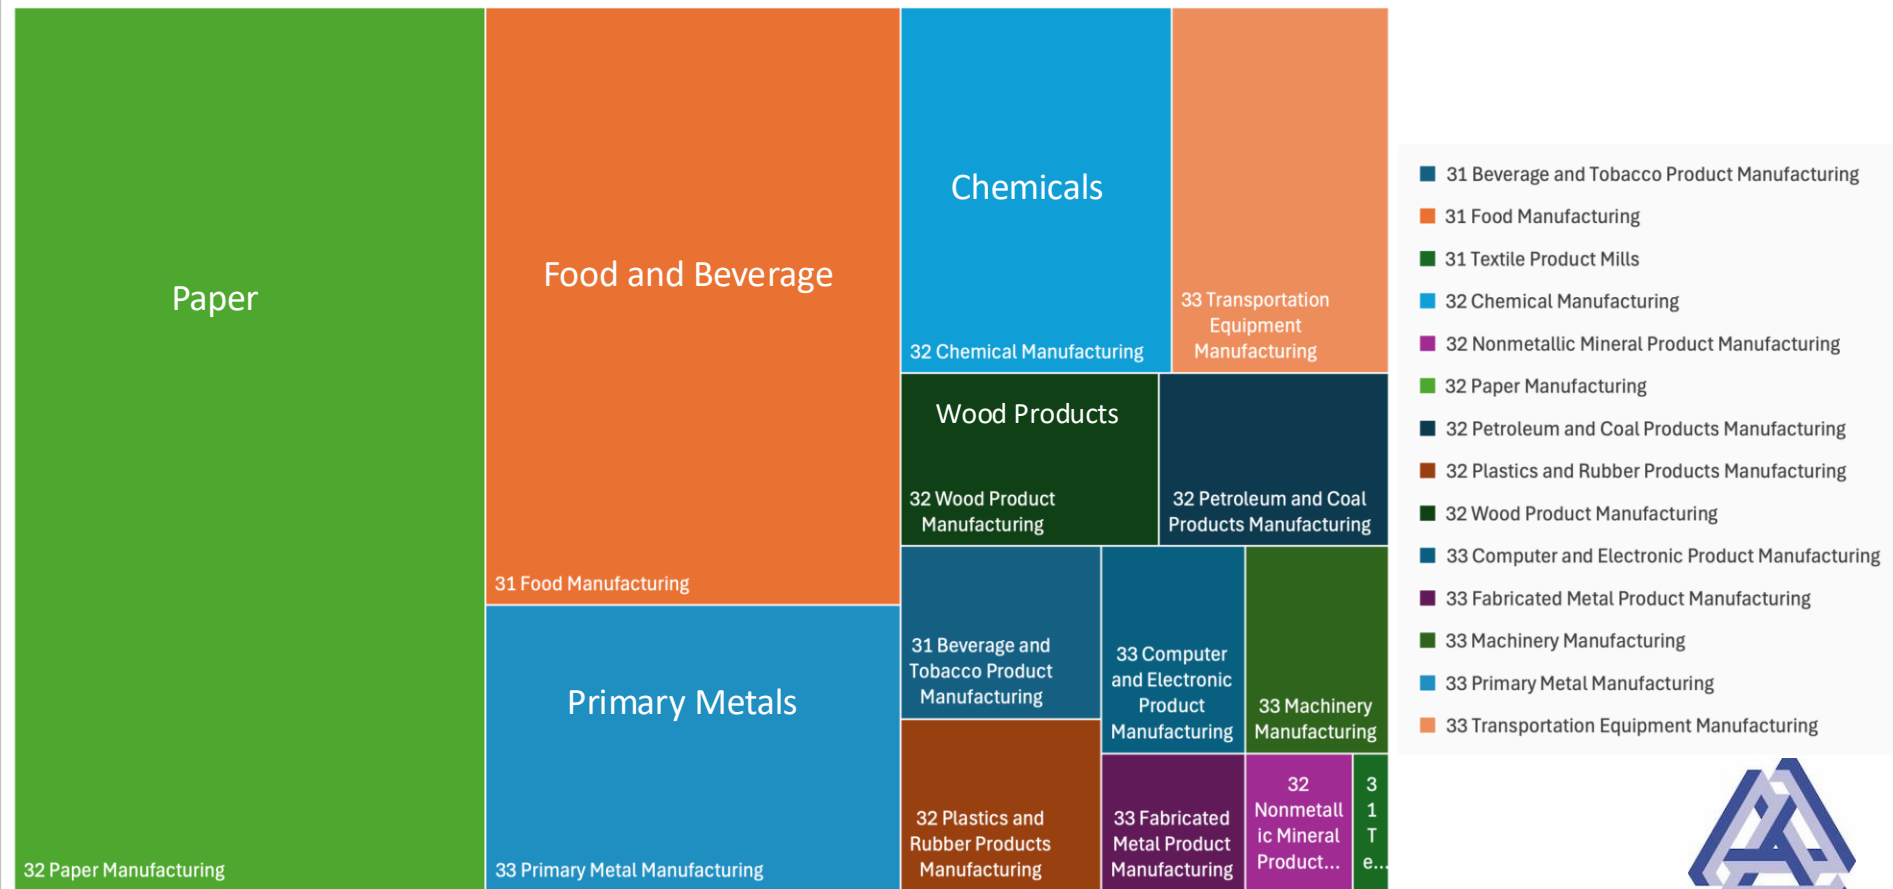 Paper
32 Paper Manufacturing
Food and Beverage
31 Food Manufacturing
Primary Metals
33 Primary Metal Manufacturing
Chemicals
32 Chemical Manufacturing
33 Transportation
Equipment
Manufacturing
Wood Products
32 Wood Product
Manufacturing
32 Petroleum and Coal
Products Manufacturing
31 Beverage and
Tobacco Product
Manufacturing
33 Computer
and Electronic
Product
Manufacturing
33 Machinery
Manufacturing
32 Plastics and
Rubber Products
Manufacturing
33 Fabricated
Metal Product
Manufacturing
32
Nonmetall
ic Mineral
Product...
3
1
T
e...
31 Beverage and Tobacco Product Manufacturing
31 Food Manufacturing
31 Textile Product Mills
32 Chemical Manufacturing
32 Nonmetallic Mineral Product Manufacturing
32 Paper Manufacturing
32 Petroleum and Coal Products Manufacturing
32 Plastics and Rubber Products Manufacturing
32 Wood Product Manufacturing
33 Computer and Electronic Product Manufacturing
33 Fabricated Metal Product Manufacturing
33 Machinery Manufacturing
33 Primary Metal Manufacturing
33 Transportation Equipment Manufacturing